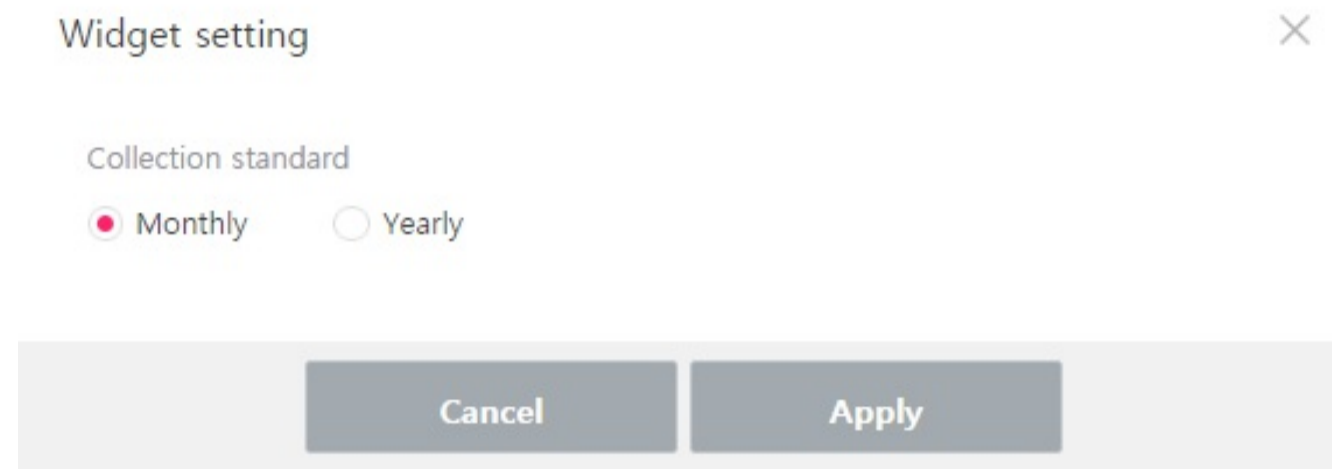 Widget setting
Collection standard
Monthly Yearly
Cancel Apply